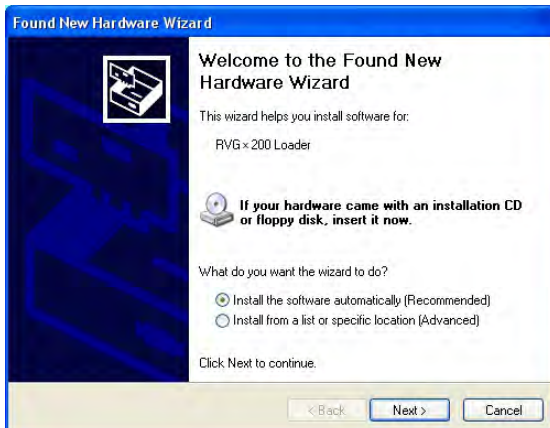 Found New Hardware Wizard
Welcome to the Found New
Hardware Wizard
This wizard helps you install software for:
RVG × 200 Loader
If your hardware came with an installation CD
or floppy disk, insert it now.
What do you want the wizard to do?
Install the software automatically (Recommended)
Install from a list or specific location (Advanced)
Click Next to continue.
< Back Next > Cancel